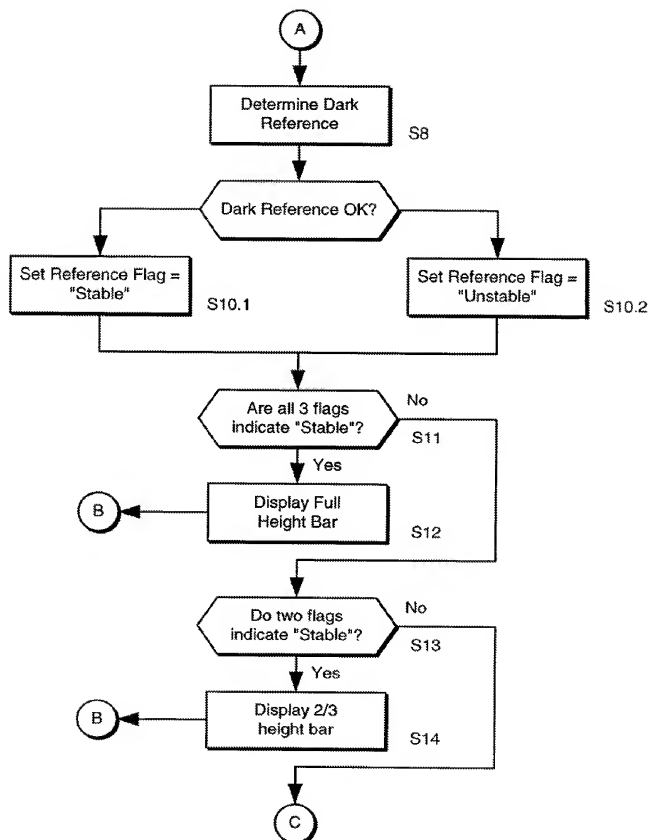 A
Determine Dark
Reference
S8
Dark Reference OK?
Set Reference Flag =
"Stable"
S10.1
Set Reference Flag =
"Unstable"
S10.2
Are all 3 flags
indicate "Stable"?
No
S11
Yes
B
Display Full
Height Bar
S12
Do two flags
indicate "Stable"?
No
S13
Yes
B
Display 2/3
height bar
S14
C